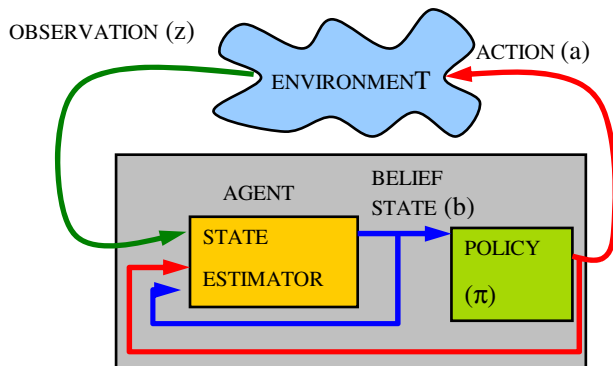 OBSERVATION (z)
ACTION (a)
ENVIRONMENT
AGENT
BELIEF
STATE (b)
STATE
ESTIMATOR
POLICY
(π)